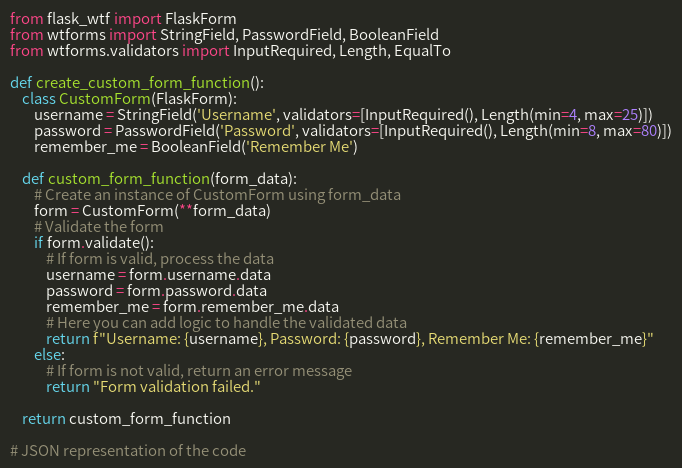 from flask_wtf import FlaskForm
from wtforms import StringField, PasswordField, BooleanField
from wtforms.validators import InputRequired, Length, EqualTo

def create_custom_form_function():
    class CustomForm(FlaskForm):
        username = StringField('Username', validators=[InputRequired(), Length(min=4, max=25)])
        password = PasswordField('Password', validators=[InputRequired(), Length(min=8, max=80)])
        remember_me = BooleanField('Remember Me')

    def custom_form_function(form_data):
        # Create an instance of CustomForm using form_data
        form = CustomForm(**form_data)
        # Validate the form
        if form.validate():
            # If form is valid, process the data
            username = form.username.data
            password = form.password.data
            remember_me = form.remember_me.data
            # Here you can add logic to handle the validated data
            return f"Username: {username}, Password: {password}, Remember Me: {remember_me}"
        else:
            # If form is not valid, return an error message
            return "Form validation failed."

    return custom_form_function

# JSON representation of the code